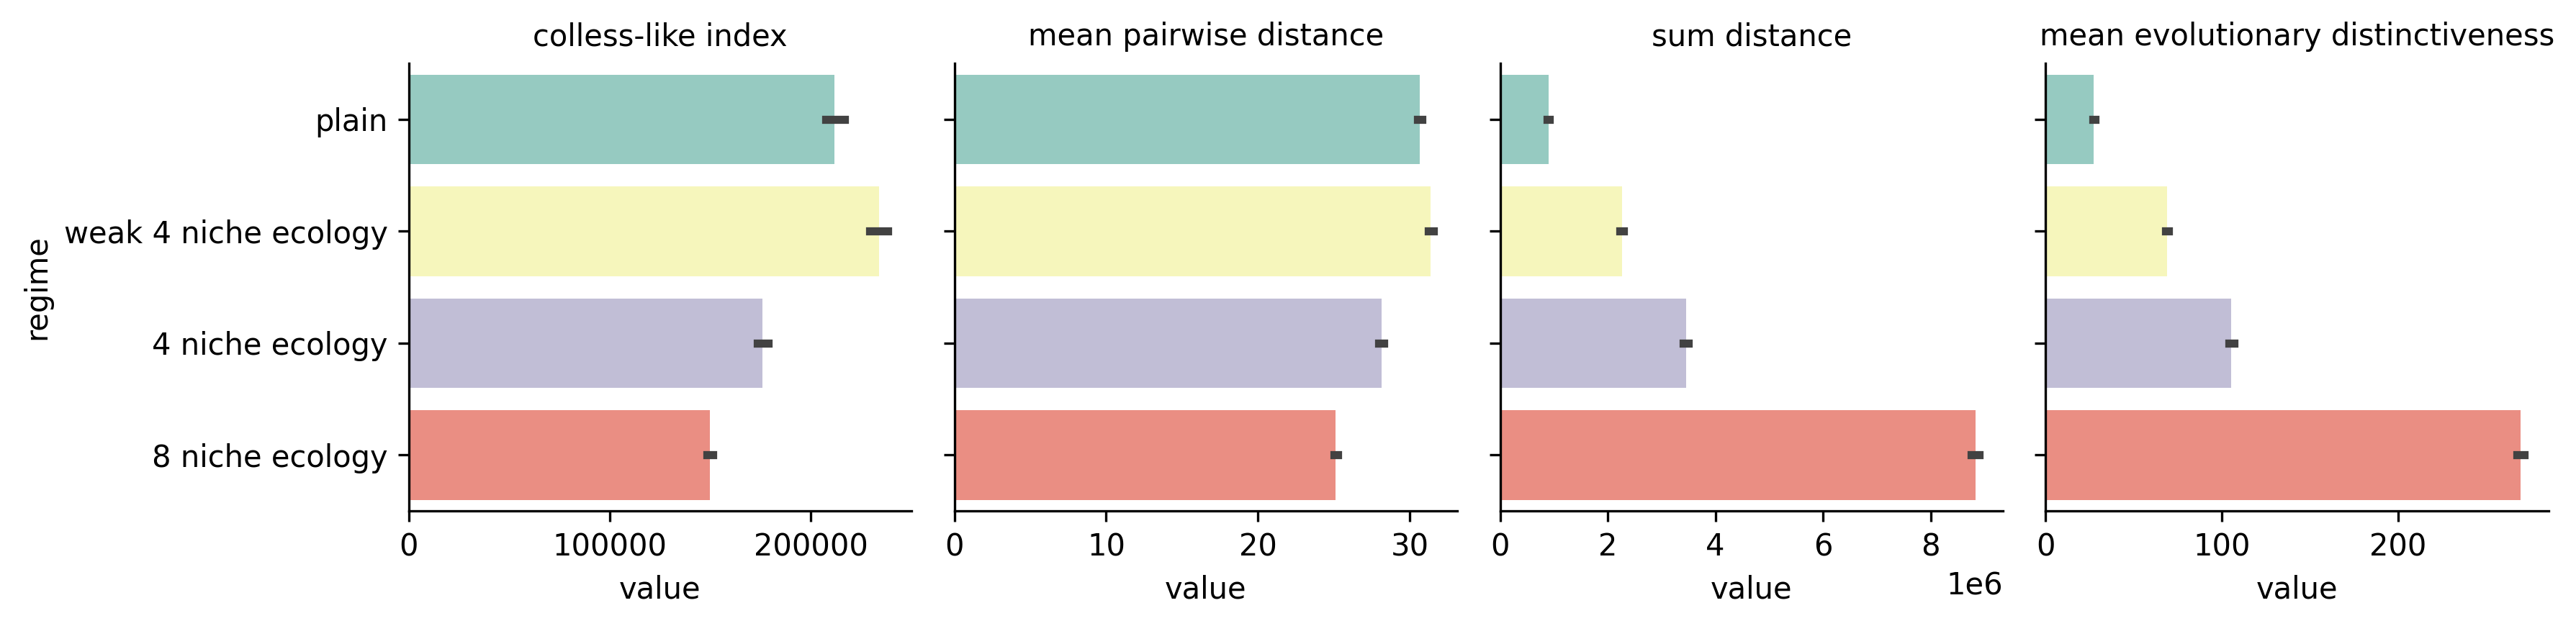 colless-like index
mean pairwise distance
sum distance
mean evolutionary distinctiveness
regime
plain
weak 4 niche ecology
4 niche ecology
8 niche ecology
0 100000 200000
value
0 10 20 30
value
0 2 4 6 8
1e6
value
0 100 200
value